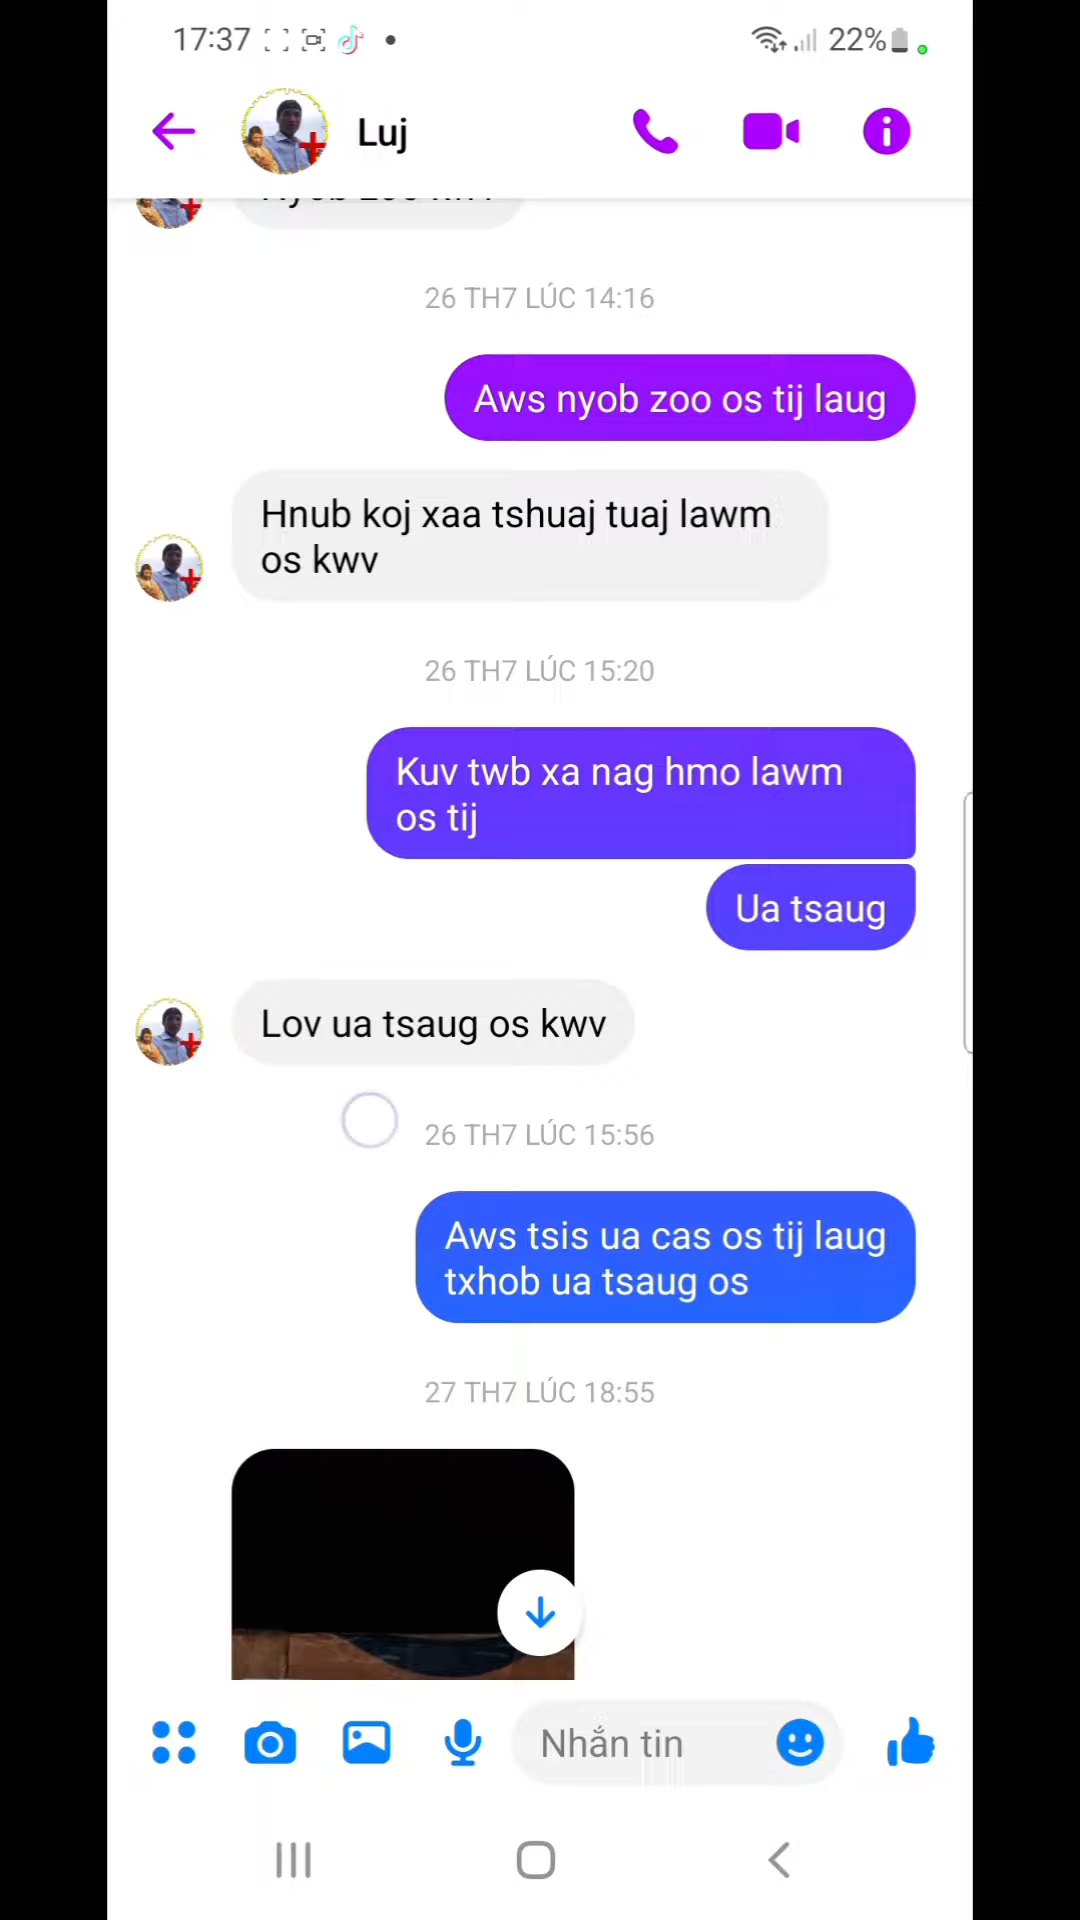 17:37
22%
Luj
26 TH7 LÚC 14:16
Aws nyob zoo os tij laug
Hnub koj xaa tshuaj tuaj lawm
os kwv
26 TH7 LÚC 15:20
Kuv twb xa nag hmo lawm
os tij
Ua tsaug
Lov ua tsaug os kwv
26 TH7 LÚC 15:56
Aws tsis ua cas os tij laug
txhob ua tsaug os
27 TH7 LÚC 18:55
Nhắn tin